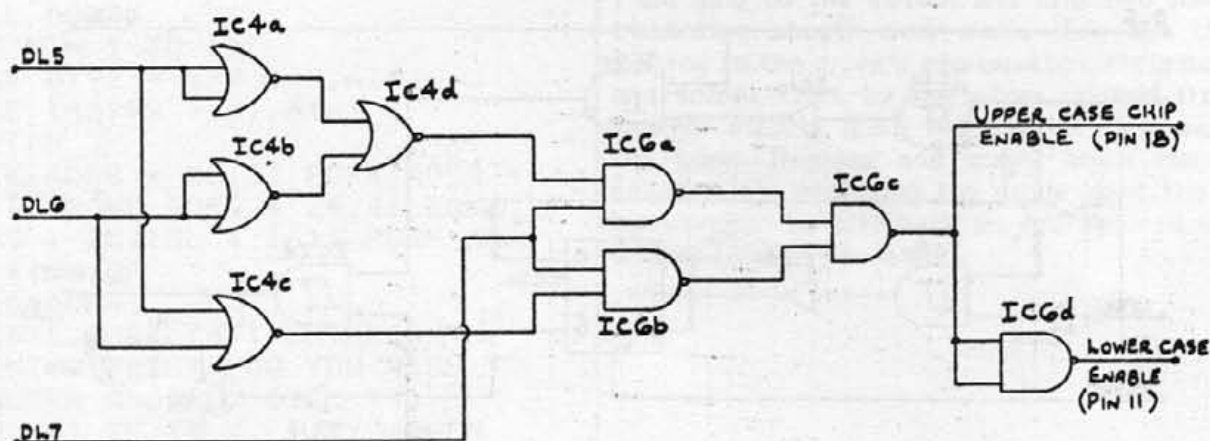 IC4a
DL5
IC4d
IC4b
IC6a
UPPER CASE CHIP
ENABLE (PIN 18)
IC6c
DL6
IC4c
IC6b
IC6d
LOWER CASE
ENABLE
(PIN 11)
DL7